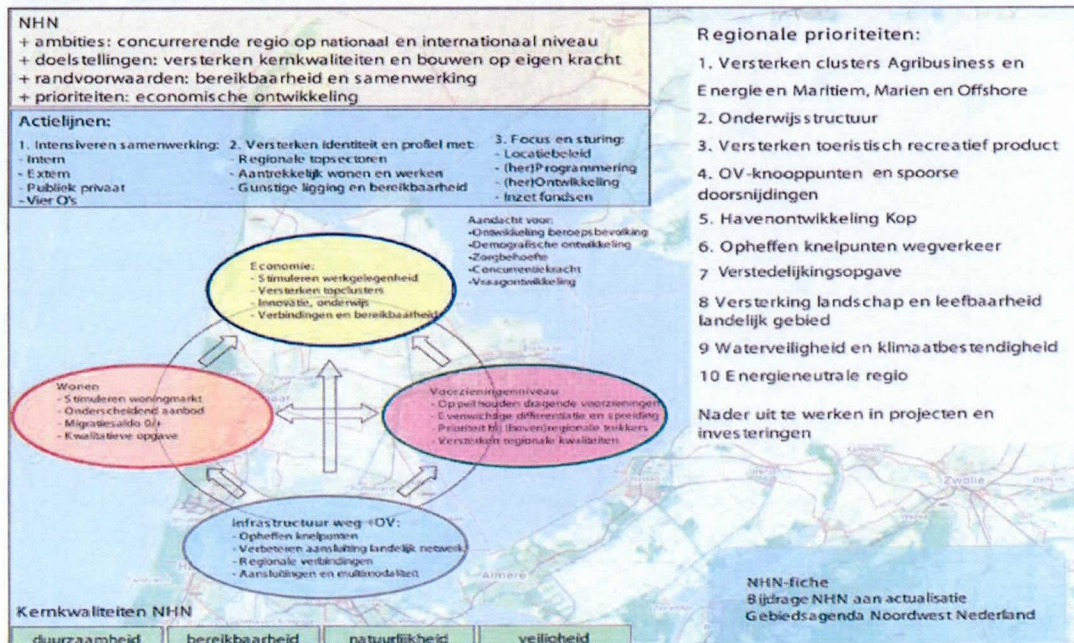 NHN
+ ambities: concurrerende regio op nationaal en internationaal niveau
+ doelstellingen: versterken kernkwaliteiten en bouwen op eigen kracht
+ randvoorwaarden: bereikbaarheid en samenwerking
+ prioriteiten: economische ontwikkeling
Actielijnen:
1. Intensiveren samenwerking:
- Intern
- Extern
- Publiek privaat
- Vier O's
2. Versterken identiteit en profiel met:
- Regionale topsectoren
- Aantrekkelijk wonen en werken
- Gunstige ligging en bereikbaarheid
3. Focus en sturing:
- Locatiebeleid
- (her)Programmering
- (her)Ontwikkeling
- Inzet fondsen
Aandacht voor:
•Ontwikkeling beroepsbevolking
•Demografische ontwikkeling
•Zorgbehoefte
•Concurrentiekracht
•Vraagontwikkeling
Economie:
- Stimuleren werkgelegenheid
- Versterken topclusters
- Innovatie, onderwijs
- Verbindingen en bereikbaarheid
Wonen
- Stimuleren woningmarkt
- Onderscheidend aanbod
- Migratiesaldo 0/+
- Kwalitatieve opgave
Voorzieningenniveau
- Op peil houden dragende voorzieningen
- Evenwichtige differentiatie en spreiding
- Prioriteit bij (boven)regionale trekkers
- Versterken regionale kwaliteiten
Infrastructuur weg +OV:
- Opheffen knelpunten
- Verbeteren aansluiting landelijk netwerk
- Regionale verbindingen
- Aansluitingen en multimodaliteit
Almere
Zwolle
Kernkwaliteiten NHN
duurzaamheid
bereikbaarheid
natuurlijkheid
veiligheid
Regionale prioriteiten:
1. Versterken clusters Agribusiness en
Energie en Maritiem, Marien en Offshore
2. Onderwijsstructuur
3. Versterken toeristisch recreatief product
4. OV-knooppunten en spoorse
doorsnijdingen
5. Havenontwikkeling Kop
6. Opheffen knelpunten wegverkeer
7 Verstedelijkingsopgave
8 Versterking landschap en leefbaarheid
landelijk gebied
9 Waterveiligheid en klimaatbestendigheid
10 Energieneutrale regio
Nader uit te werken in projecten en
investeringen
NHN-fiche
Bijdrage NHN aan actualisatie
Gebiedsagenda Noordwest Nederland